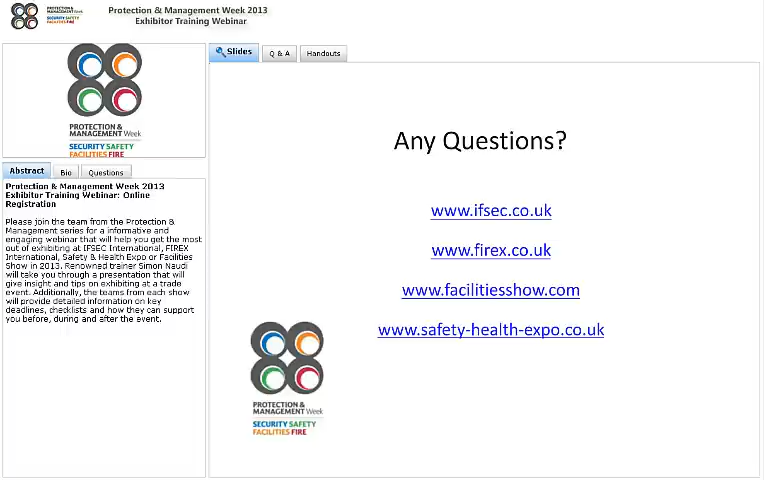 PROTECTION &
MANAGEMENT Week
SECURITY SAFETY
FACILITIES FIRE
Protection & Management Week 2013
Exhibitor Training Webinar
PROTECTION &
MANAGEMENT Week
SECURITY SAFETY
FACILITIES FIRE
Abstract
Bio
Questions
Protection & Management Week 2013
Exhibitor Training Webinar: Online
Registration
Please join the team from the Protection &
Management series for a informative and
engaging webinar that will help you get the most
out of exhibiting at IFSEC International, FIREX
International, Safety & Health Expo or Facilities
Show in 2013. Renowned trainer Simon Naudi
will take you through a presentation that will
give insight and tips on exhibiting at a trade
event. Additionally, the teams from each show
will provide detailed information on key
deadlines, checklists and how they can support
you before, during and after the event.
Slides
Q & A
Handouts
Any Questions?
www.ifsec.co.uk
www.firex.co.uk
www.facilitiesshow.com
www.safety-health-expo.co.uk
PROTECTION &
MANAGEMENT Week
SECURITY SAFETY
FACILITIES FIRE